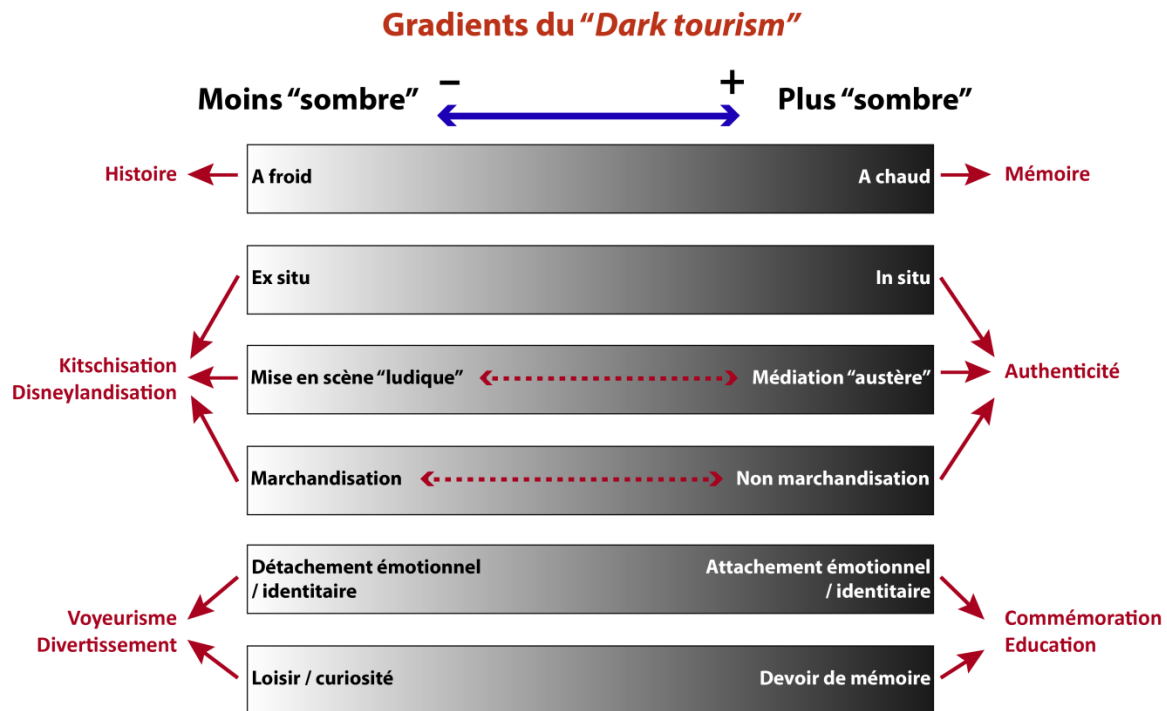 Gradients du “Dark tourism”
Moins “sombre”
−
+
Plus “sombre”
Histoire
A froid
A chaud
Mémoire
Ex situ
In situ
Kitschisation
Disneylandisation
Mise en scène “ludique”
Médiation “austère”
Authenticité
Marchandisation
Non marchandisation
Détachement émotionnel
/ identitaire
Attachement émotionnel
/ identitaire
Voyeurisme
Divertissement
Commémoration
Education
Loisir / curiosité
Devoir de mémoire